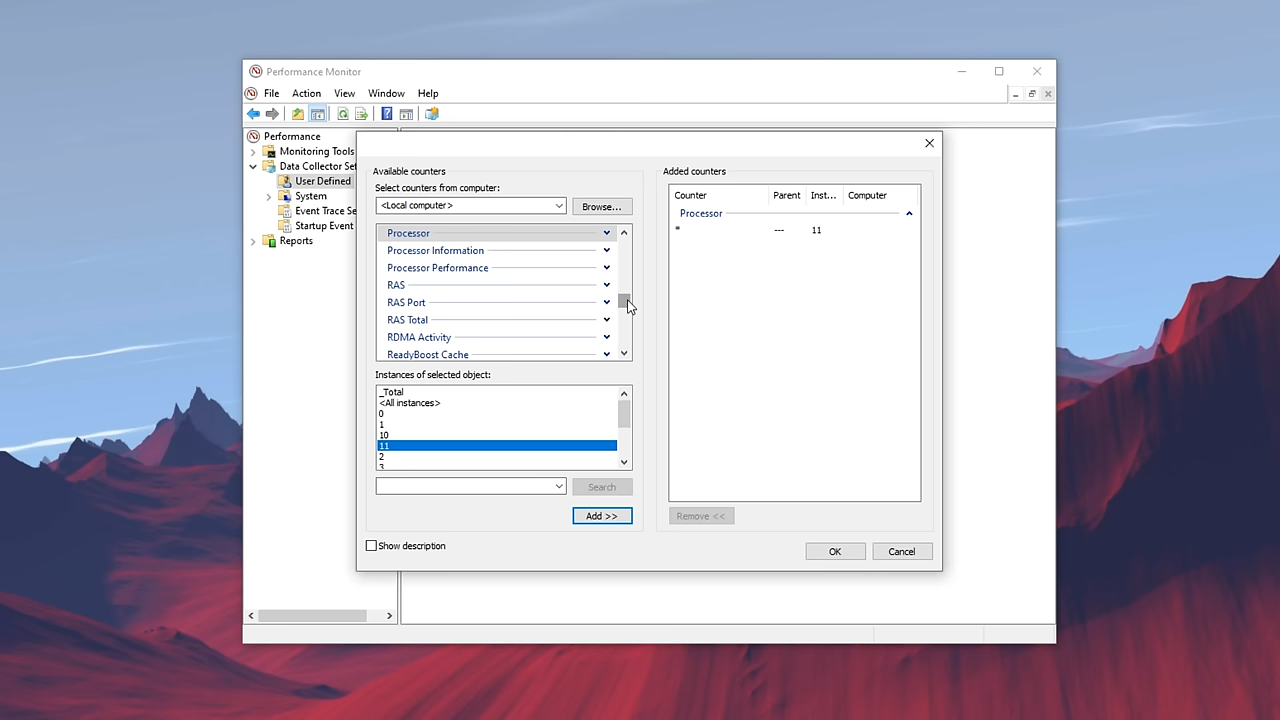 Performance Monitor
File Action View Window Help
Performance
Monitoring Tools
Data Collector Set
User Defined
System
Event Trace Se
Startup Event
Reports
Available counters
Select counters from computer:
<Local computer>
Browse...
Processor
Processor Information
Processor Performance
RAS
RAS Port
RAS Total
RDMA Activity
ReadyBoost Cache
Instances of selected object:
_Total
<All instances>
0
1
10
11
2
3
Search
Add >>
Show description
Added counters
Counter Parent Inst... Computer
Processor
* --- 11
Remove <<
OK Cancel